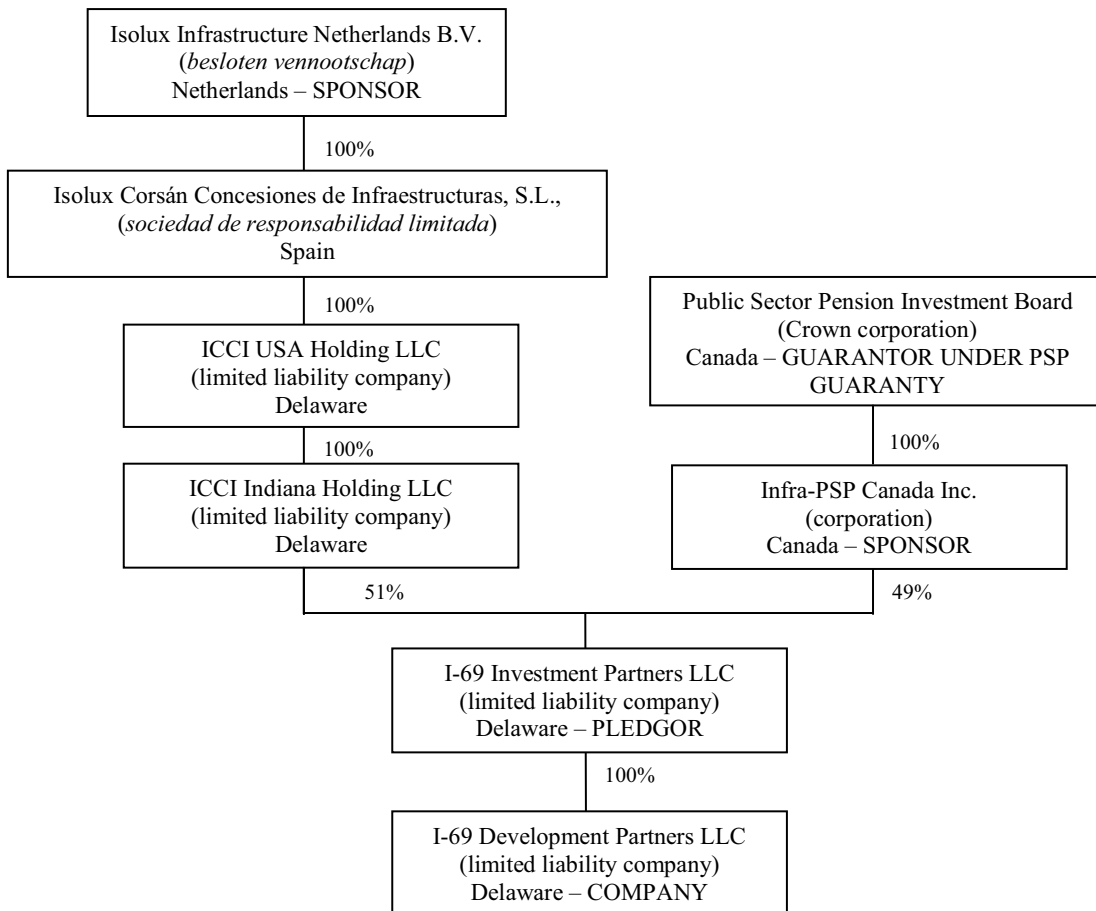 Isolux Infrastructure Netherlands B.V.
(besloten vennootschap)
Netherlands – SPONSOR
100%
Isolux Corsán Concesiones de Infraestructuras, S.L.,
(sociedad de responsabilidad limitada)
Spain
100%
ICCI USA Holding LLC
(limited liability company)
Delaware
100%
ICCI Indiana Holding LLC
(limited liability company)
Delaware
51%
Public Sector Pension Investment Board
(Crown corporation)
Canada – GUARANTOR UNDER PSP
GUARANTY
100%
Infra-PSP Canada Inc.
(corporation)
Canada – SPONSOR
49%
I-69 Investment Partners LLC
(limited liability company)
Delaware – PLEDGOR
100%
I-69 Development Partners LLC
(limited liability company)
Delaware – COMPANY